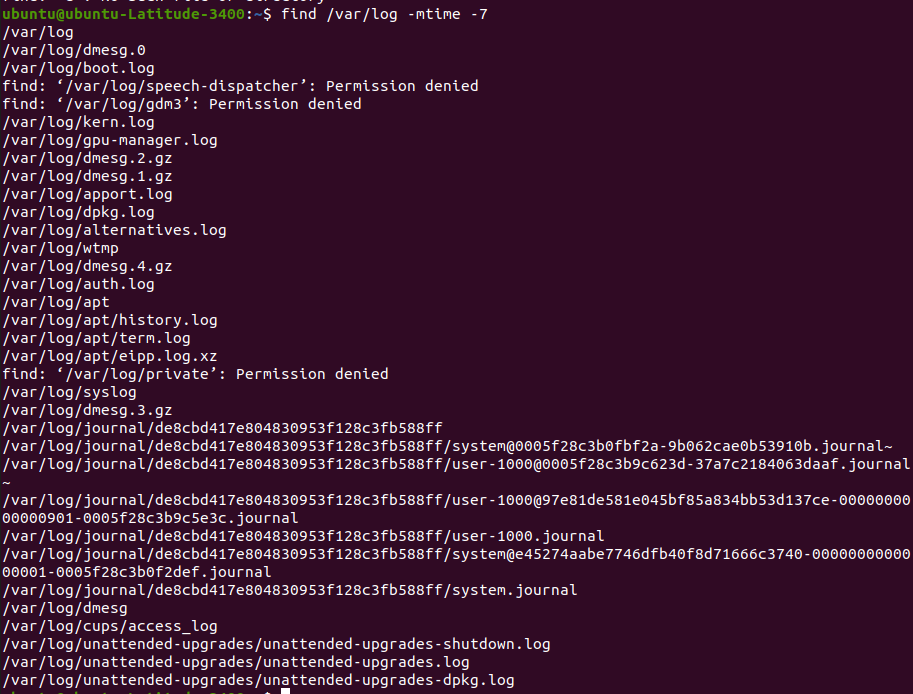 ubuntu@ubuntu-Latitude-3400:~$ find /var/log -mtime -7
/var/log
/var/log/dmesg.0
/var/log/boot.log
find: ‘/var/log/speech-dispatcher’: Permission denied
find: ‘/var/log/gdm3’: Permission denied
/var/log/kern.log
/var/log/gpu-manager.log
/var/log/dmesg.2.gz
/var/log/dmesg.1.gz
/var/log/apport.log
/var/log/dpkg.log
/var/log/alternatives.log
/var/log/wtmp
/var/log/dmesg.4.gz
/var/log/auth.log
/var/log/apt
/var/log/apt/history.log
/var/log/apt/term.log
/var/log/apt/eipp.log.xz
find: ‘/var/log/private’: Permission denied
/var/log/syslog
/var/log/dmesg.3.gz
/var/log/journal/de8cbd417e804830953f128c3fb588ff
/var/log/journal/de8cbd417e804830953f128c3fb588ff/system@0005f28c3b0fbf2a-9b062cae0b53910b.journal~
/var/log/journal/de8cbd417e804830953f128c3fb588ff/user-1000@0005f28c3b9c623d-37a7c2184063daaf.journal
~
/var/log/journal/de8cbd417e804830953f128c3fb588ff/user-1000@97e81de581e045bf85a834bb53d137ce-00000000
00000901-0005f28c3b9c5e3c.journal
/var/log/journal/de8cbd417e804830953f128c3fb588ff/user-1000.journal
/var/log/journal/de8cbd417e804830953f128c3fb588ff/system@e45274aabe7746dfb40f8d71666c3740-00000000000
00001-0005f28c3b0f2def.journal
/var/log/journal/de8cbd417e804830953f128c3fb588ff/system.journal
/var/log/dmesg
/var/log/cups/access_log
/var/log/unattended-upgrades/unattended-upgrades-shutdown.log
/var/log/unattended-upgrades/unattended-upgrades.log
/var/log/unattended-upgrades/unattended-upgrades-dpkg.log